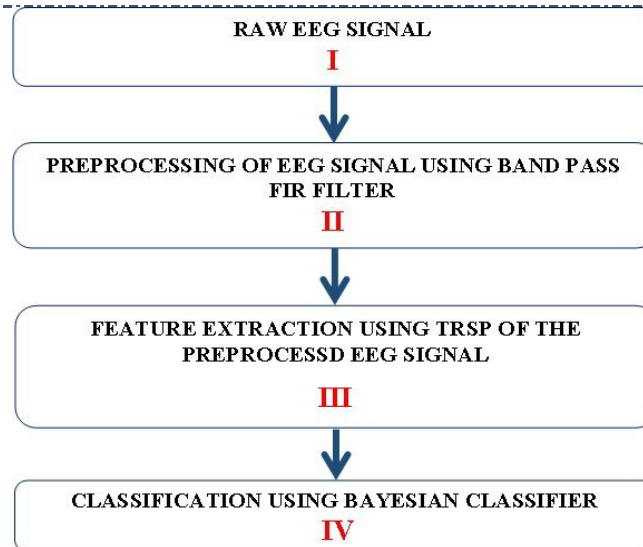 RAW EEG SIGNAL
I
PREPROCESSING OF EEG SIGNAL USING BAND PASS
FIR FILTER
II
FEATURE EXTRACTION USING TRSP OF THE
PREPROCESSD EEG SIGNAL
III
CLASSIFICATION USING BAYESIAN CLASSIFIER
IV